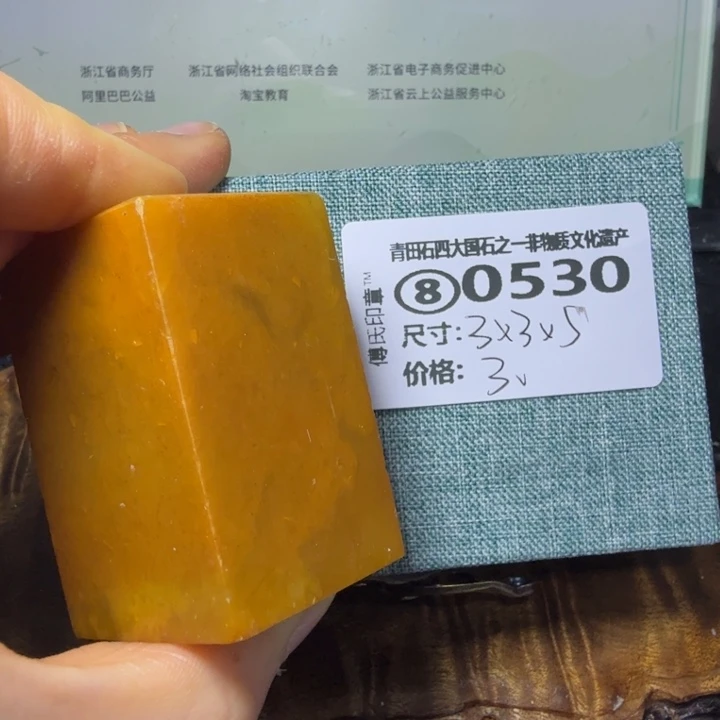 浙江省商务厅 浙江省网络社会组织联合会 浙江省电子商务促进中心
阿里巴巴公益 淘宝教育 浙江省云上公益服务中心
青田石四大国石之一非物质文化遗产
⑧0530
尺寸:3x3x5
价格:3
傅氏印章™